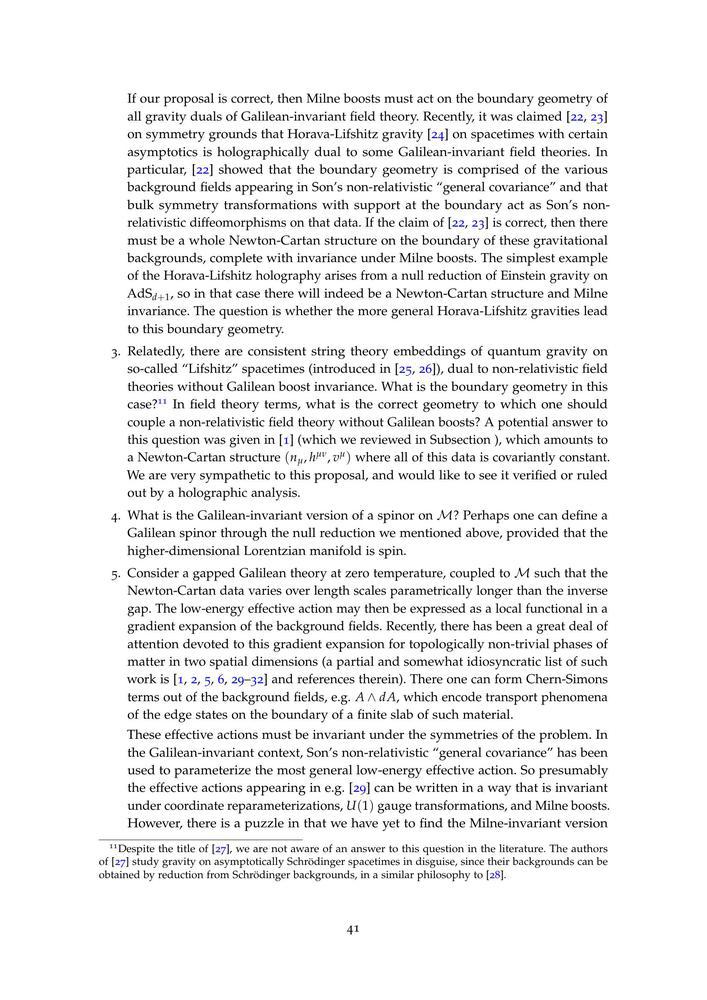 If our proposal is correct, then Milne boosts must act on the boundary geometry of
all gravity duals of Galilean-invariant field theory. Recently, it was claimed [22, 23]
on symmetry grounds that Horava-Lifshitz gravity [24] on spacetimes with certain
asymptotics is holographically dual to some Galilean-invariant field theories. In
particular, [22] showed that the boundary geometry is comprised of the various
background fields appearing in Son's non-relativistic “general covariance” and that
bulk symmetry transformations with support at the boundary act as Son's non-
relativistic diffeomorphisms on that data. If the claim of [22, 23] is correct, then there
must be a whole Newton-Cartan structure on the boundary of these gravitational
backgrounds, complete with invariance under Milne boosts. The simplest example
of the Horava-Lifshitz holography arises from a null reduction of Einstein gravity on
AdS_{d+1}, so in that case there will indeed be a Newton-Cartan structure and Milne
invariance. The question is whether the more general Horava-Lifshitz gravities lead
to this boundary geometry.
3. Relatedly, there are consistent string theory embeddings of quantum gravity on
so-called “Lifshitz” spacetimes (introduced in [25, 26]), dual to non-relativistic field
theories without Galilean boost invariance. What is the boundary geometry in this
case?¹¹ In field theory terms, what is the correct geometry to which one should
couple a non-relativistic field theory without Galilean boosts? A potential answer to
this question was given in [1] (which we reviewed in Subsection ), which amounts to
a Newton-Cartan structure (n_μ, h^{μν}, v^μ) where all of this data is covariantly constant.
We are very sympathetic to this proposal, and would like to see it verified or ruled
out by a holographic analysis.
4. What is the Galilean-invariant version of a spinor on ℳ? Perhaps one can define a
Galilean spinor through the null reduction we mentioned above, provided that the
higher-dimensional Lorentzian manifold is spin.
5. Consider a gapped Galilean theory at zero temperature, coupled to ℳ such that the
Newton-Cartan data varies over length scales parametrically longer than the inverse
gap. The low-energy effective action may then be expressed as a local functional in a
gradient expansion of the background fields. Recently, there has been a great deal of
attention devoted to this gradient expansion for topologically non-trivial phases of
matter in two spatial dimensions (a partial and somewhat idiosyncratic list of such
work is [1, 2, 5, 6, 29–32] and references therein). There one can form Chern-Simons
terms out of the background fields, e.g. A ∧ dA, which encode transport phenomena
of the edge states on the boundary of a finite slab of such material.
These effective actions must be invariant under the symmetries of the problem. In
the Galilean-invariant context, Son's non-relativistic “general covariance” has been
used to parameterize the most general low-energy effective action. So presumably
the effective actions appearing in e.g. [29] can be written in a way that is invariant
under coordinate reparameterizations, U(1) gauge transformations, and Milne boosts.
However, there is a puzzle in that we have yet to find the Milne-invariant version
¹¹Despite the title of [27], we are not aware of an answer to this question in the literature. The authors
of [27] study gravity on asymptotically Schrödinger spacetimes in disguise, since their backgrounds can be
obtained by reduction from Schrödinger backgrounds, in a similar philosophy to [28].
41